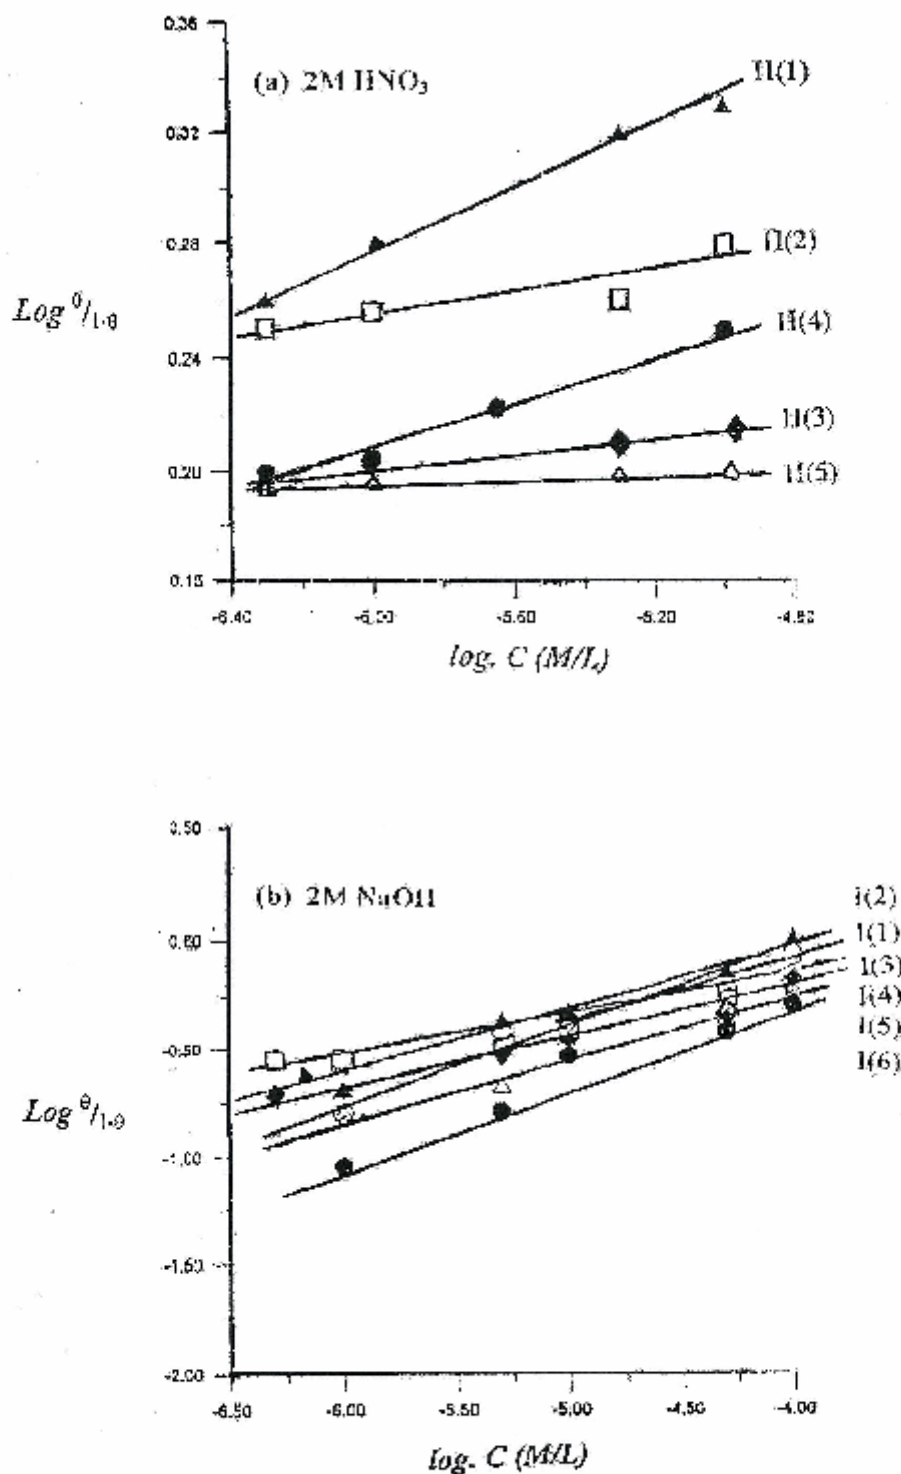 0.36
(a) 2M HNO₃
II(1)
0.32
0.28
II(2)
Log θ/1-θ
II(4)
0.24
II(3)
0.20
II(5)
0.16
-6.40
-6.00
-5.60
-5.20
-4.80
log. C (M/L)
0.50
(b) 2M NaOH
I(2)
I(1)
0.00
I(3)
I(4)
I(5)
-0.50
I(6)
Log θ/1-θ
-1.00
-1.50
-2.00
-6.50
-6.00
-5.50
-5.00
-4.50
-4.00
log. C (M/L)